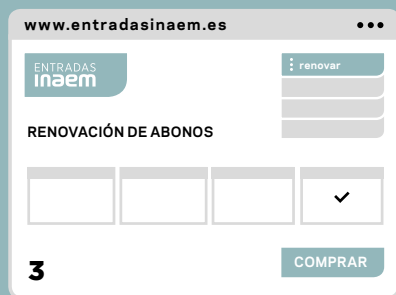 www.entradasinaem.es
ENTRADAS
inaem
renovar
RENOVACIÓN DE ABONOS
3
COMPRAR